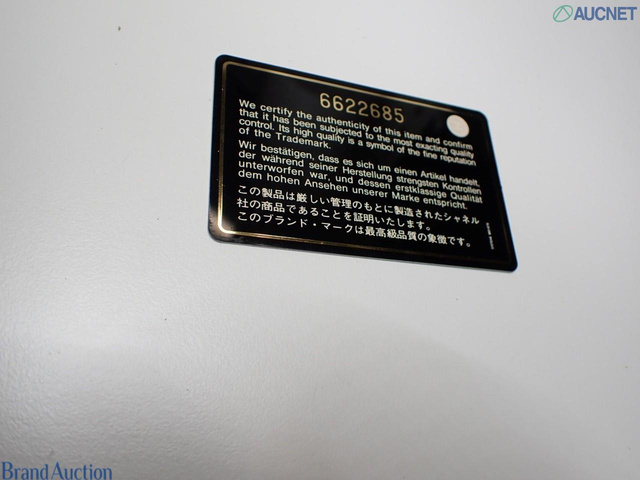 AUCNET
6622685
We certify the authenticity of this item and confirm
that it has been subjected to the most exacting quality
control. Its high quality is a symbol of the fine reputation
of the Trademark.
Wir bestätigen, dass es sich um einen Artikel handelt,
der während seiner Herstellung strengsten Kontrollen
unterworfen war, und dessen erstklassige Qualität
dem hohen Ansehen unserer Marke entspricht.
この製品は厳しい管理のもとに製造されたシャネル
社の商品であることを証明いたします。
このブランド・マークは最高級品質の象徴です。
Brand Auction